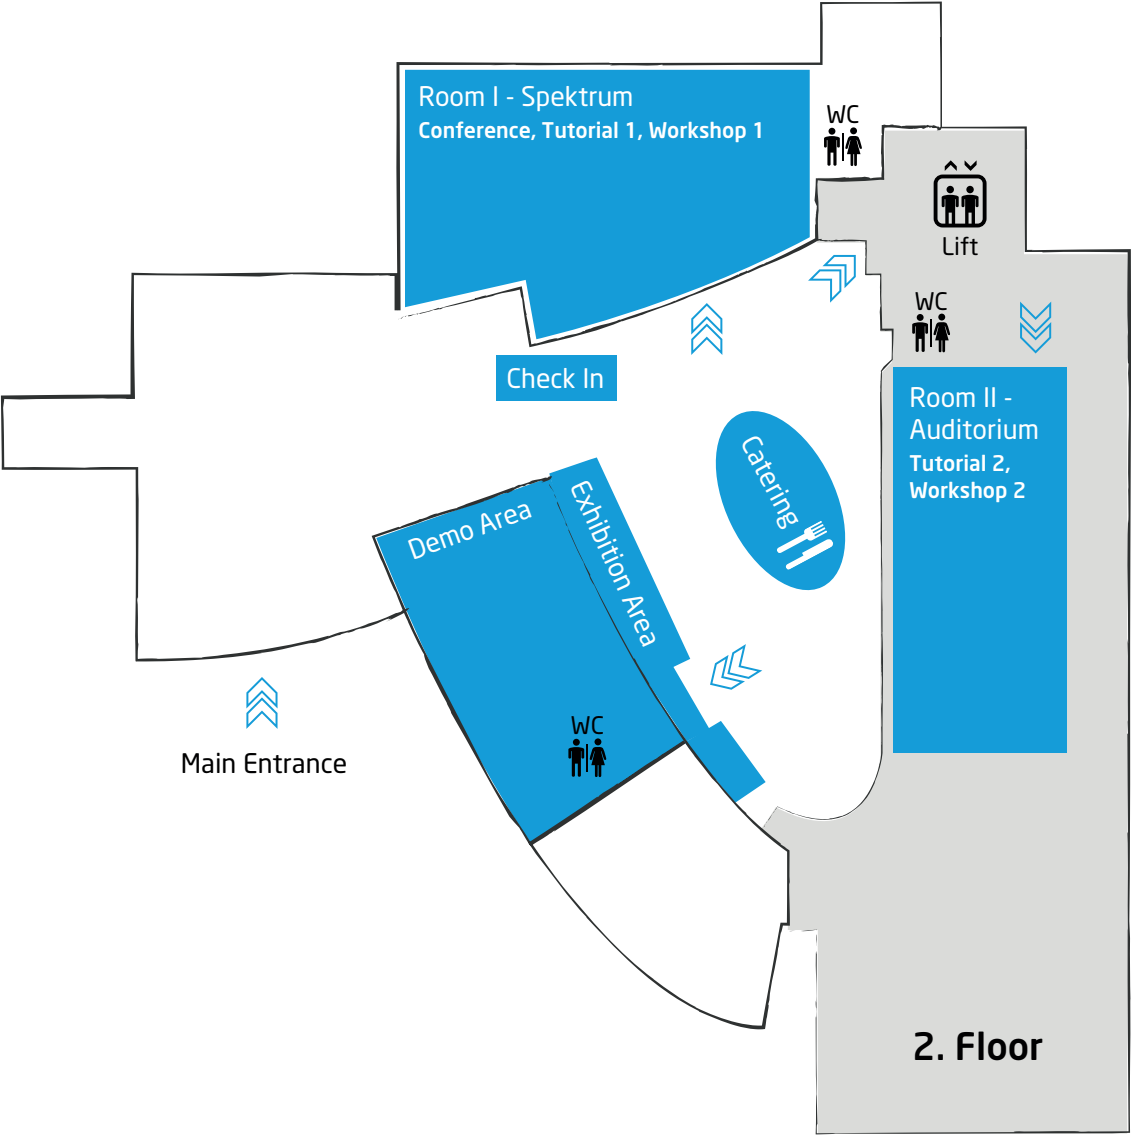 Room I - Spektrum
Conference, Tutorial 1, Workshop 1
WC
Lift
WC
Check In
Room II -
Auditorium
Tutorial 2,
Workshop 2
Catering
Demo Area
Exhibition Area
WC
Main Entrance
2. Floor